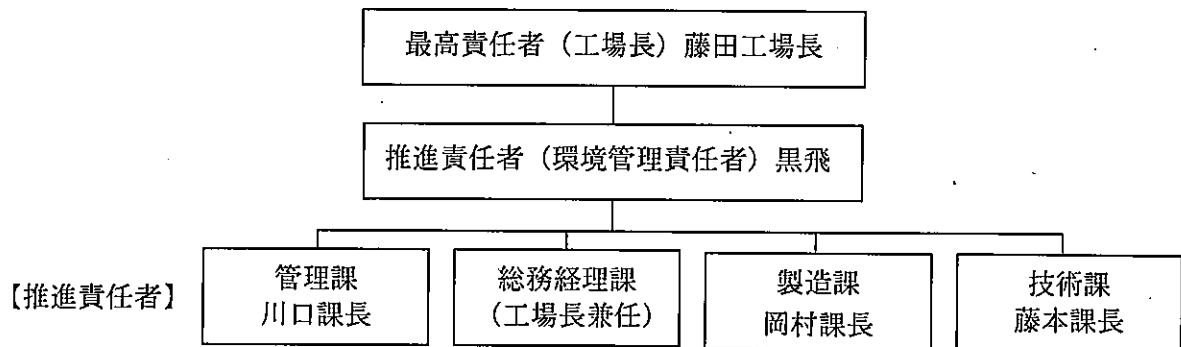 最高責任者（工場長）藤田工場長
推進責任者（環境管理責任者）黒飛
【推進責任者】
管理課
川口課長
総務経理課
（工場長兼任）
製造課
岡村課長
技術課
藤本課長